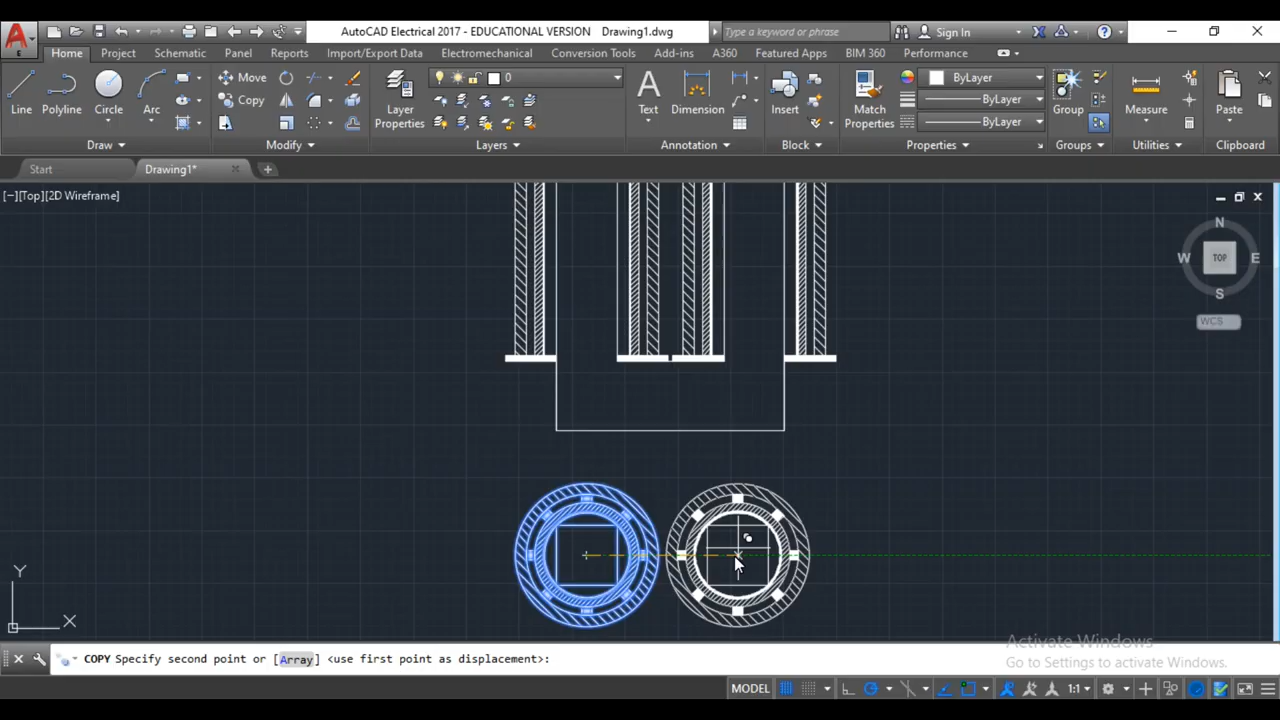 AutoCAD Electrical 2017 - EDUCATIONAL VERSION Drawing1.dwg
Type a keyword or phrase
Sign In
Home Project Schematic Panel Reports Import/Export Data Electromechanical Conversion Tools Add-ins A360 Featured Apps BIM 360 Performance
Line Polyline Circle Arc
Move
Copy
Layer Properties
0
Text Dimension
Insert
Match Properties
ByLayer
ByLayer
ByLayer
Group
Measure
Paste
Draw Modify Layers Annotation Block Properties Groups Utilities Clipboard
Start Drawing1*
[−][Top][2D Wireframe]
N
W TOP E
S
WCS
Y
X
Activate Windows
Go to Settings to activate Windows.
COPY Specify second point or [Array] <use first point as displacement>:
MODEL 1:1